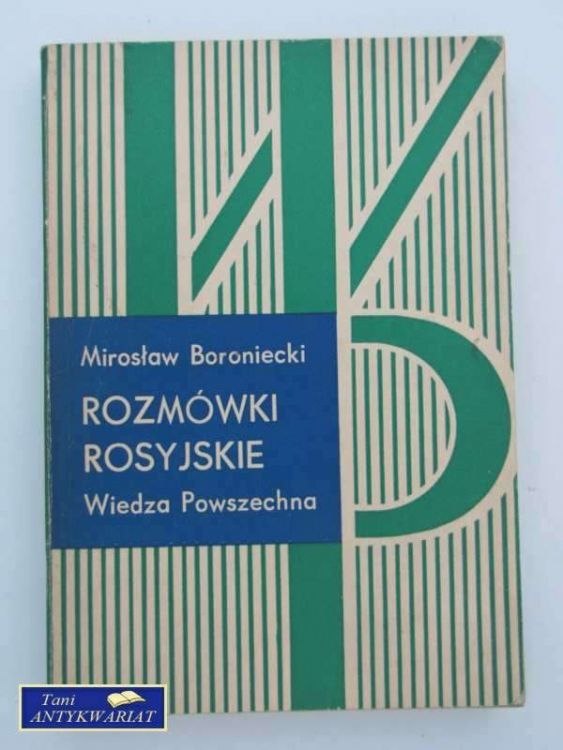 Mirosław Boroniecki
ROZMÓWKI
ROSYJSKIE
Wiedza Powszechna
Tani
ANTYKWARIAT